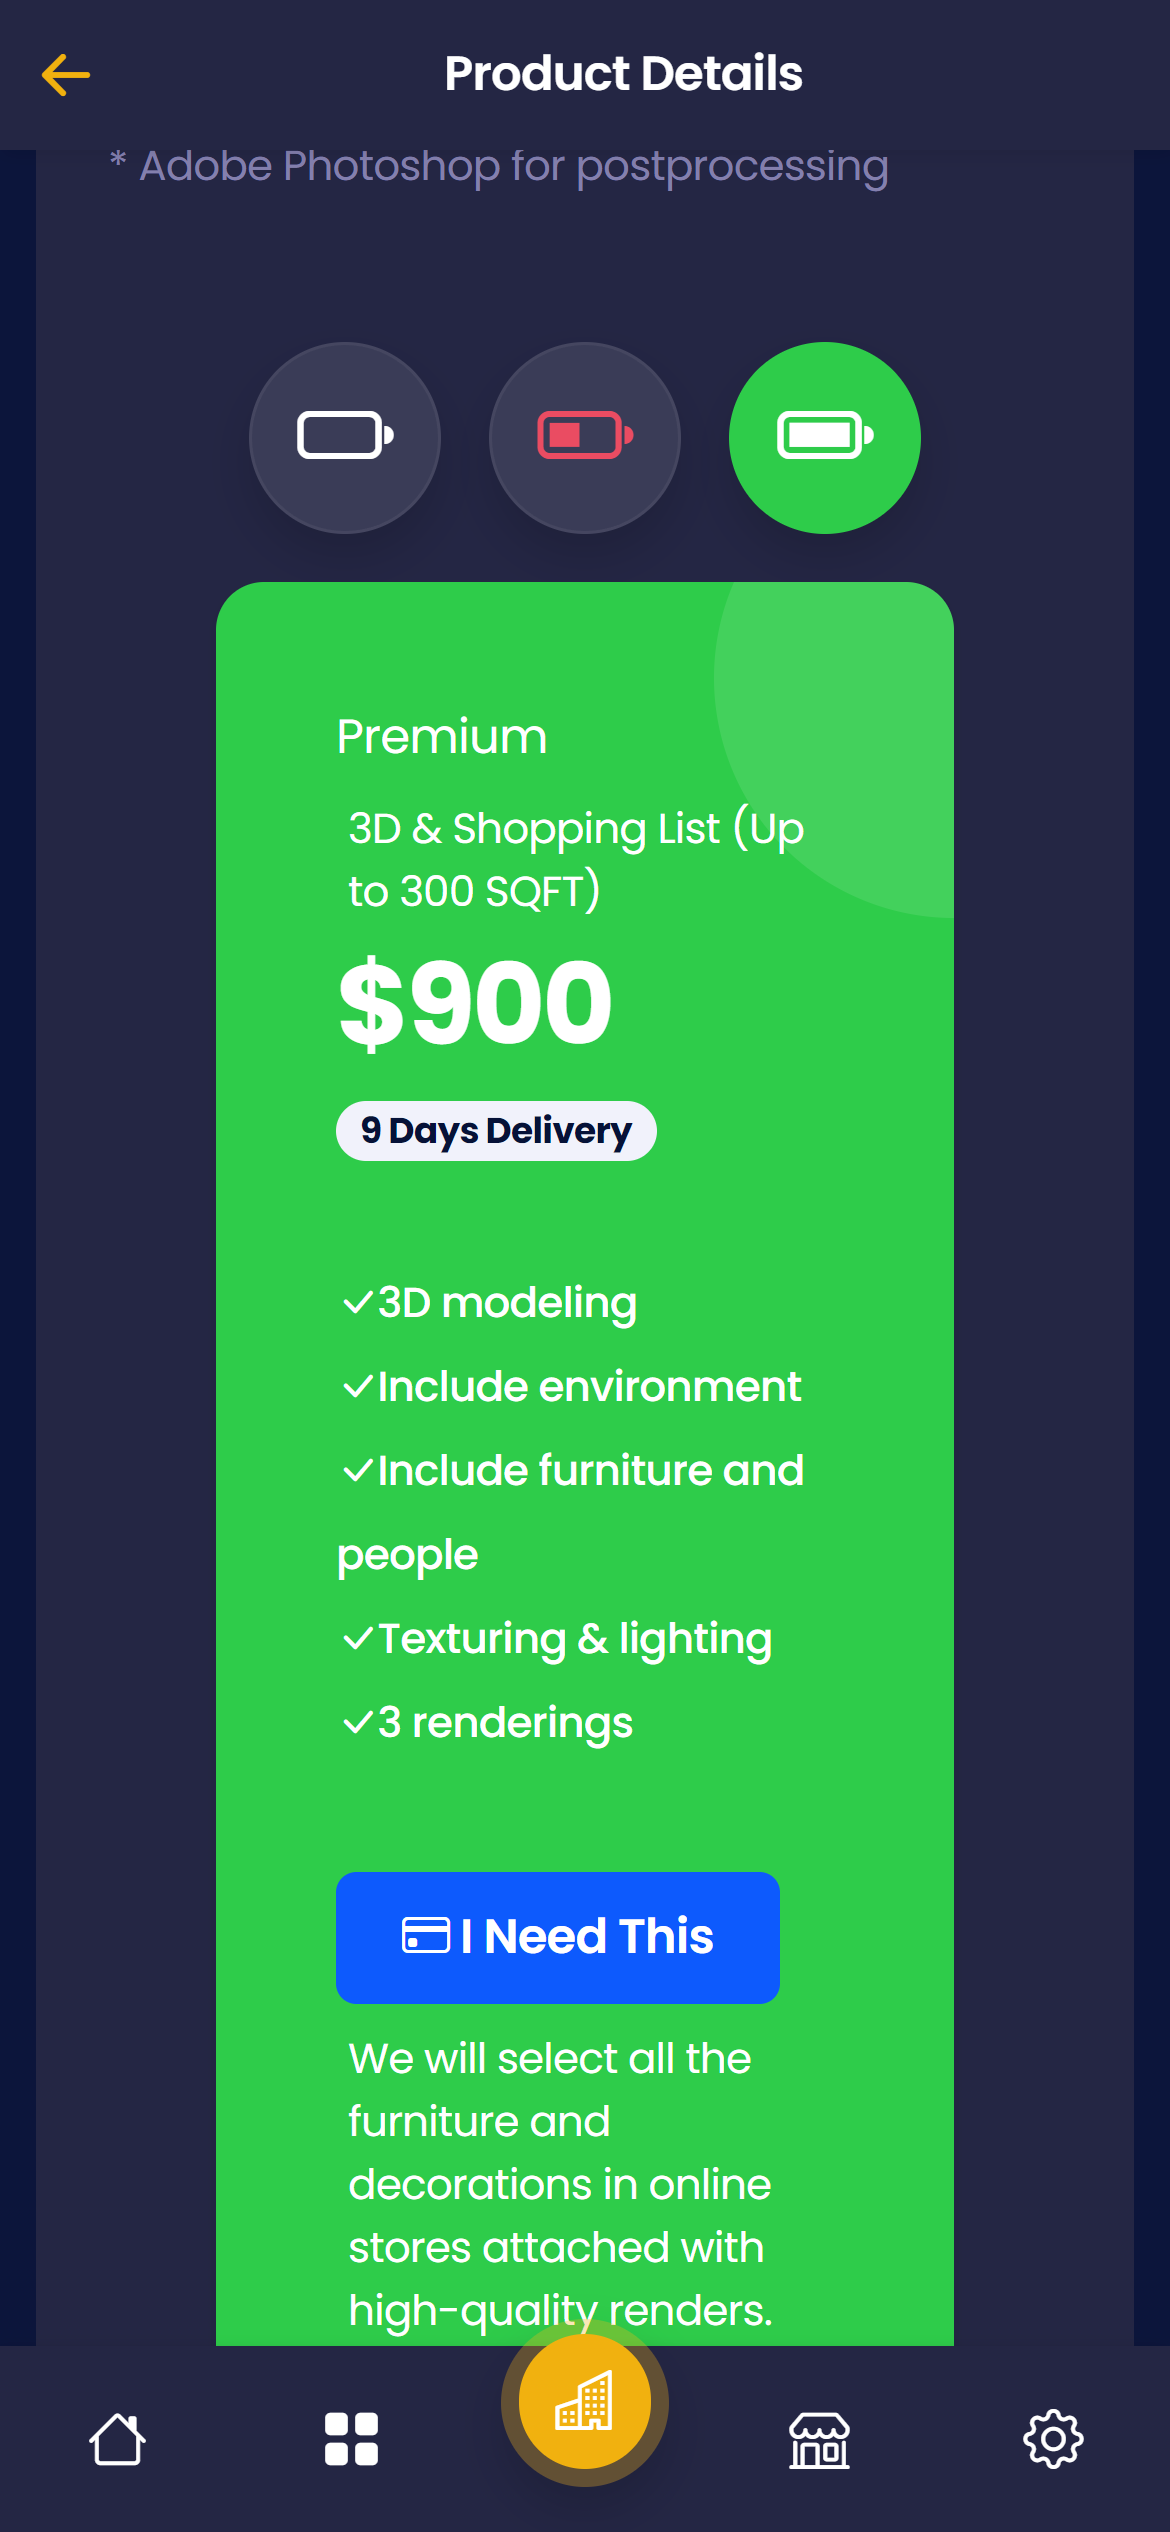 Product Details
* Adobe Photoshop for postprocessing
Premium
3D & Shopping List (Up
to 300 SQFT)
$900
9 Days Delivery
3D modeling
Include environment
Include furniture and
people
Texturing & lighting
3 renderings
I Need This
We will select all the
furniture and
decorations in online
stores attached with
high-quality renders.